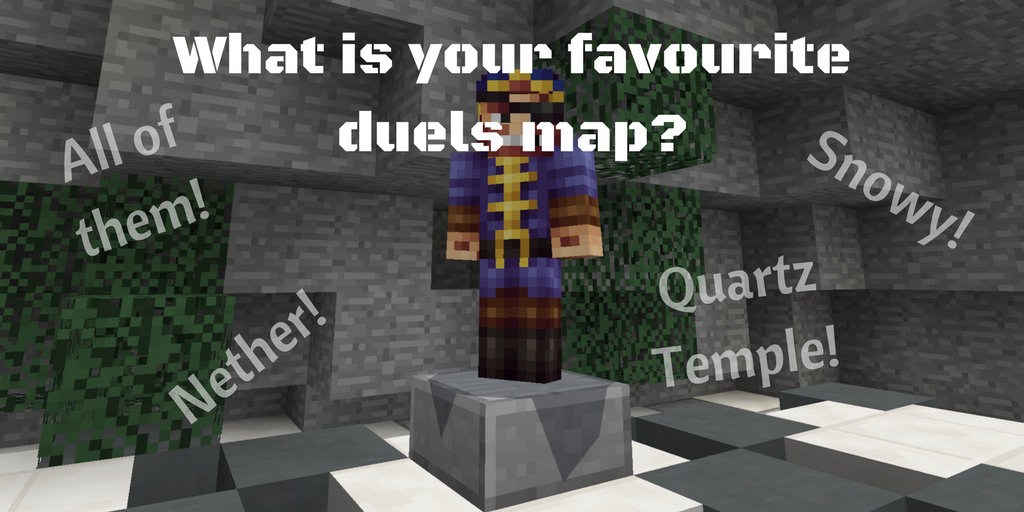 What is your favourite
duels map?
All of
them!
Snowy!
Nether!
Quartz
Temple!